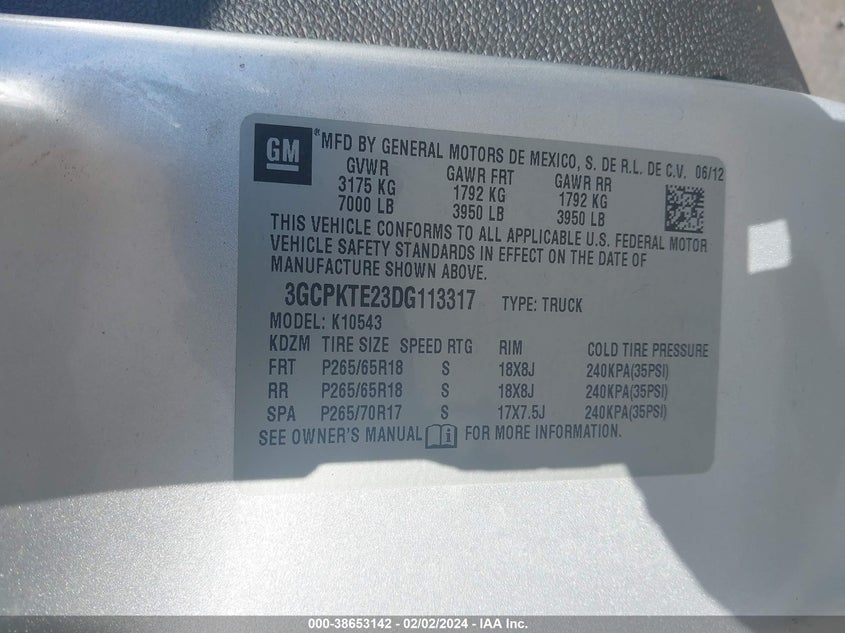 GM
®MFD BY GENERAL MOTORS DE MEXICO, S. DE R.L. DE C.V. 06/12
GVWR GAWR FRT GAWR RR
3175 KG 1792 KG 1792 KG
7000 LB 3950 LB 3950 LB
THIS VEHICLE CONFORMS TO ALL APPLICABLE U.S. FEDERAL MOTOR
VEHICLE SAFETY STANDARDS IN EFFECT ON THE DATE OF
MANUFACTURE SHOWN ABOVE.
3GCPKTE23DG113317 TYPE: TRUCK
MODEL: K10543
KDZM TIRE SIZE SPEED RTG RIM COLD TIRE PRESSURE
FRT P265/65R18 S 18X8J 240KPA(35PSI)
RR P265/65R18 S 18X8J 240KPA(35PSI)
SPA P265/70R17 S 17X7.5J 240KPA(35PSI)
SEE OWNER'S MANUAL i FOR MORE INFORMATION.
000-38653142 - 02/02/2024 - IAA Inc.